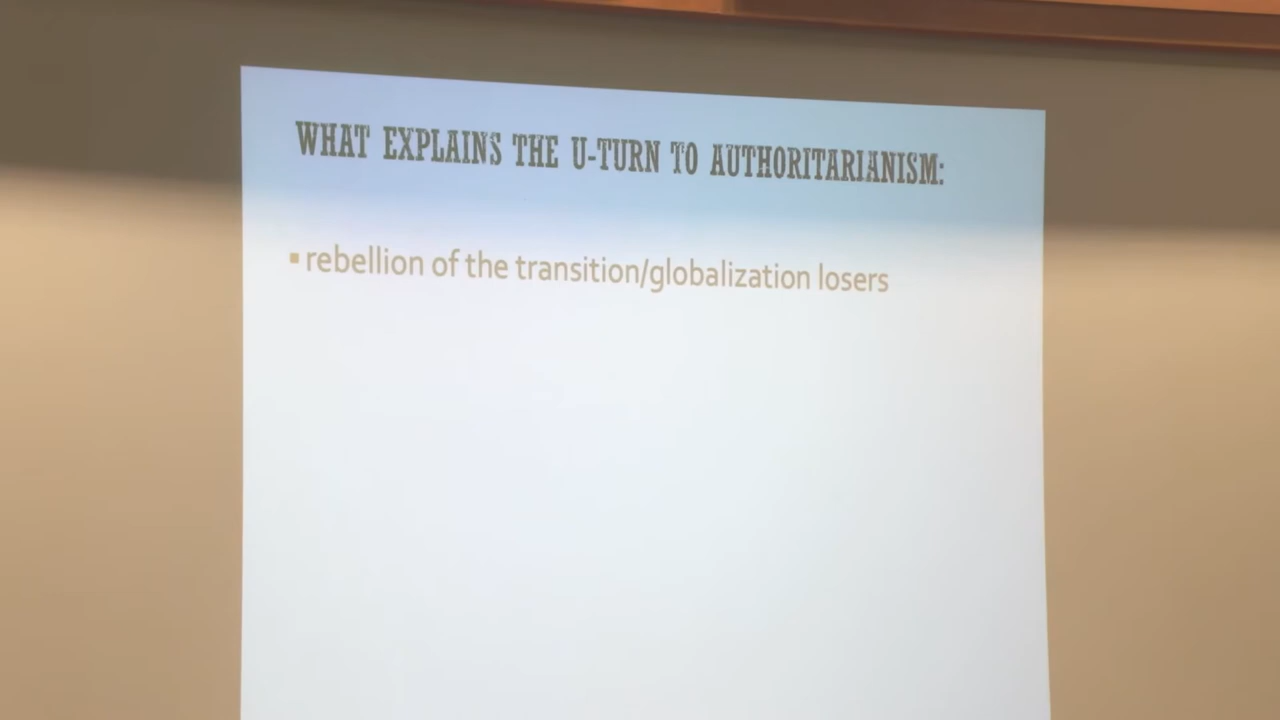 WHAT EXPLAINS THE U-TURN TO AUTHORITARIANISM:
▪ rebellion of the transition/globalization losers